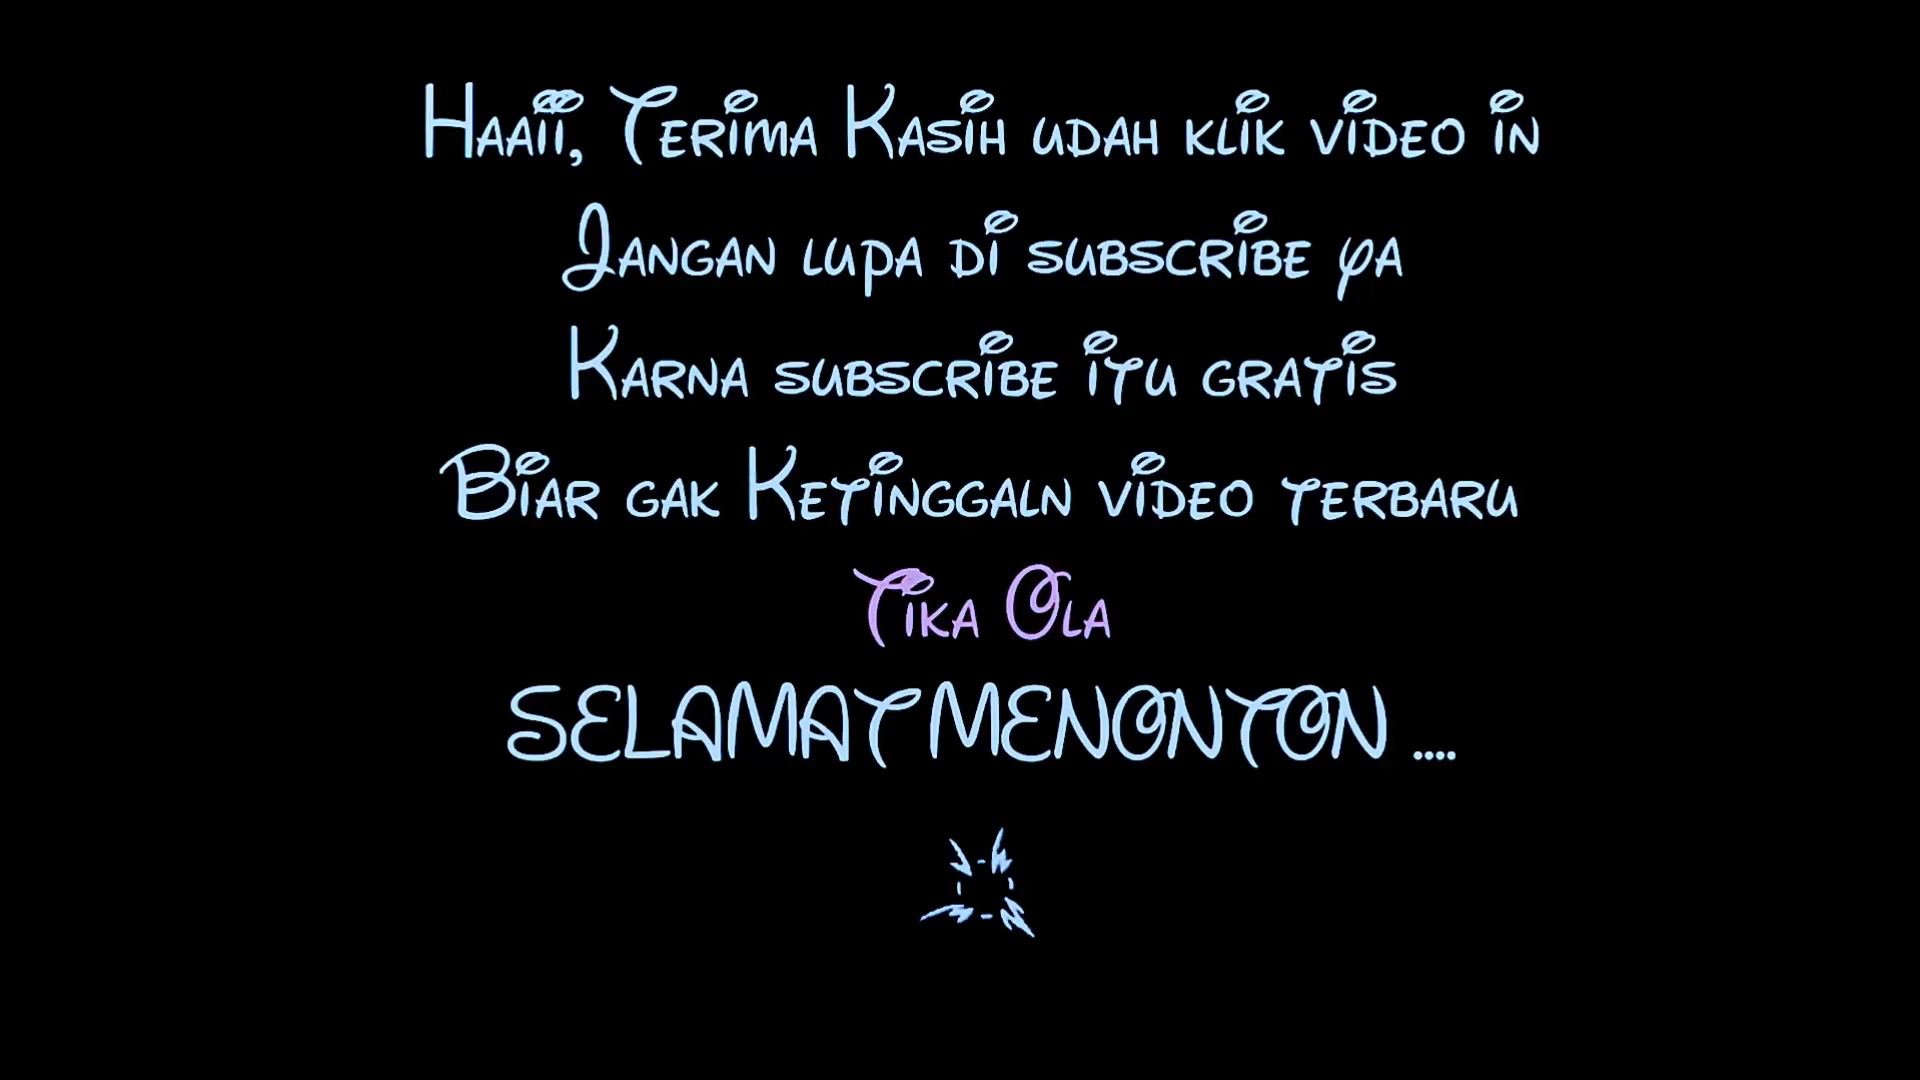 Haaii, Terima Kasih udah klik video in
Jangan lupa di subscribe ya
Karna subscribe itu gratis
Biar gak Ketinggaln video terbaru
Tika Ola
SELAMAT MENONTON ....